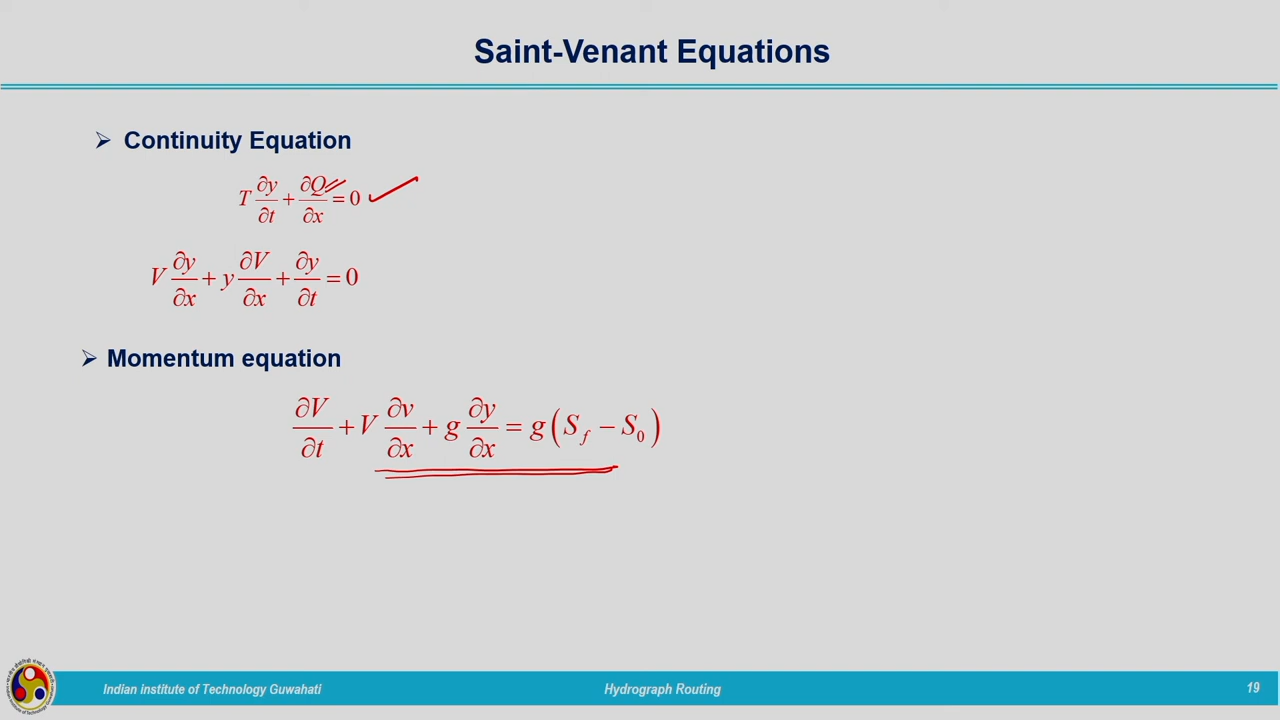 Saint-Venant Equations
➢ Continuity Equation
T ∂y/∂t + ∂Q/∂x = 0
V ∂y/∂x + y ∂V/∂x + ∂y/∂t = 0
➢ Momentum equation
∂V/∂t + V ∂v/∂x + g ∂y/∂x = g(S_f − S_0)
Indian institute of Technology Guwahati
Hydrograph Routing
19